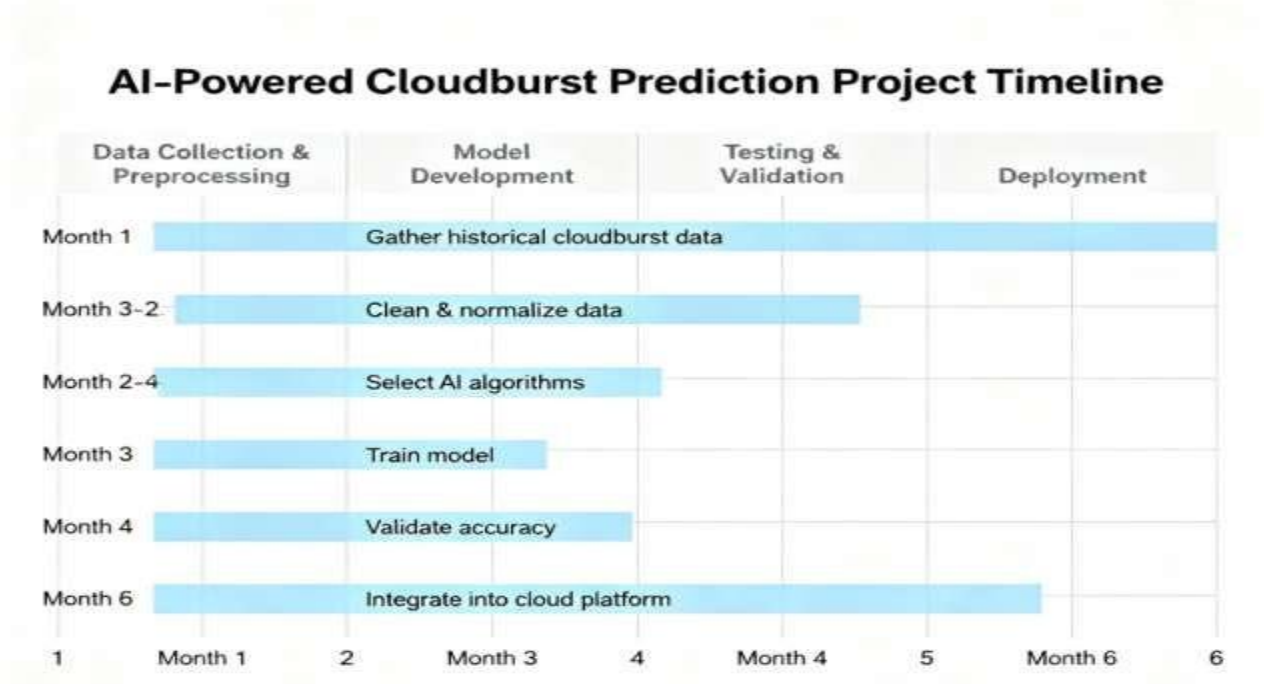 AI-Powered Cloudburst Prediction Project Timeline
Data Collection &
Preprocessing
Model
Development
Testing &
Validation
Deployment
Month 1
Gather historical cloudburst data
Month 3-2
Clean & normalize data
Month 2-4
Select AI algorithms
Month 3
Train model
Month 4
Validate accuracy
Month 6
Integrate into cloud platform
1 Month 1 2 Month 3 4 Month 4 5 Month 6 6